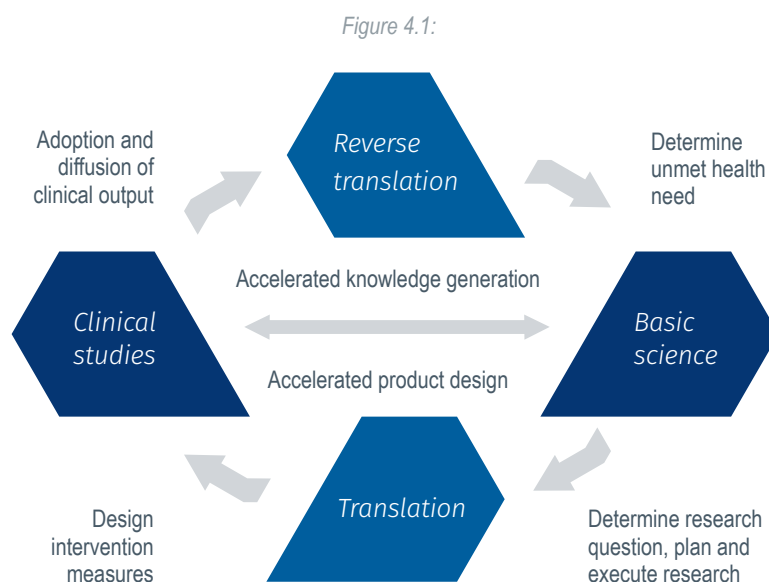 Figure 4.1:
Adoption and
diffusion of
clinical output
Reverse
translation
Determine
unmet health
need
Accelerated knowledge generation
Clinical
studies
Basic
science
Accelerated product design
Translation
Design
intervention
measures
Determine research
question, plan and
execute research